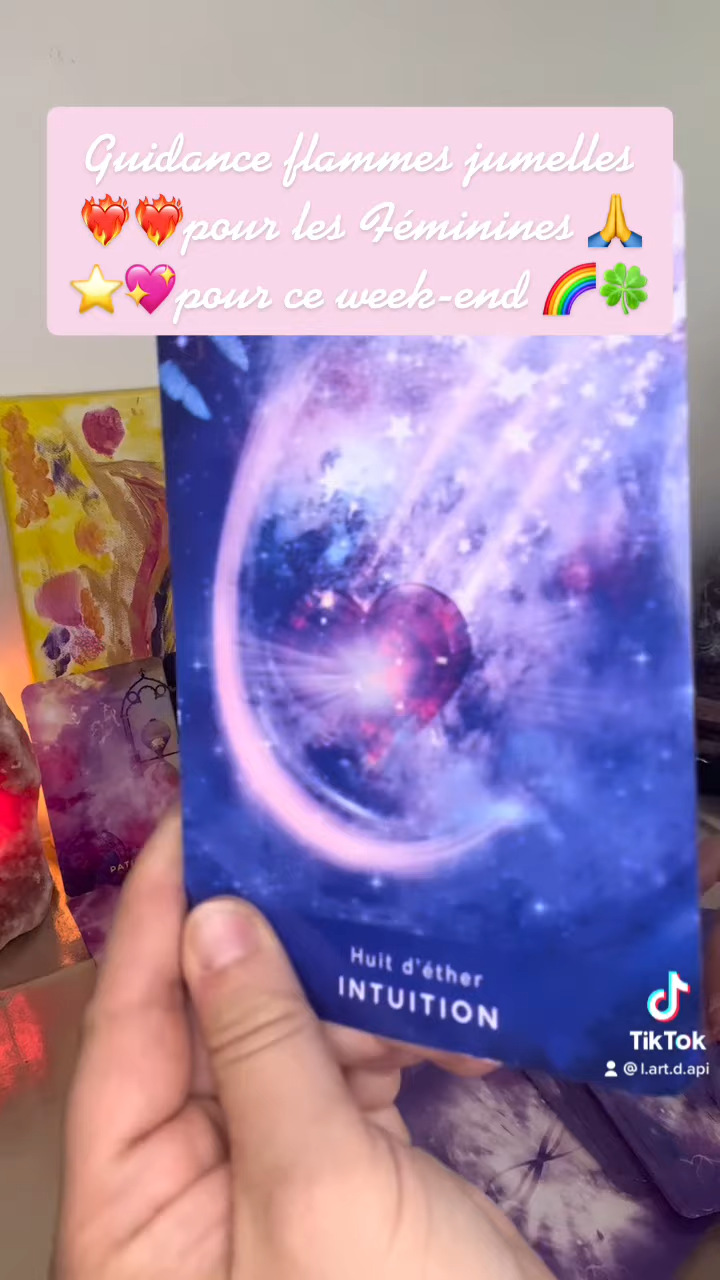 Guidance flammes jumelles
❤️‍🔥❤️‍🔥pour les Féminines 🙏
⭐💖pour ce week-end 🌈🍀
Huit d'éther
INTUITION
TikTok
@l.art.d.api